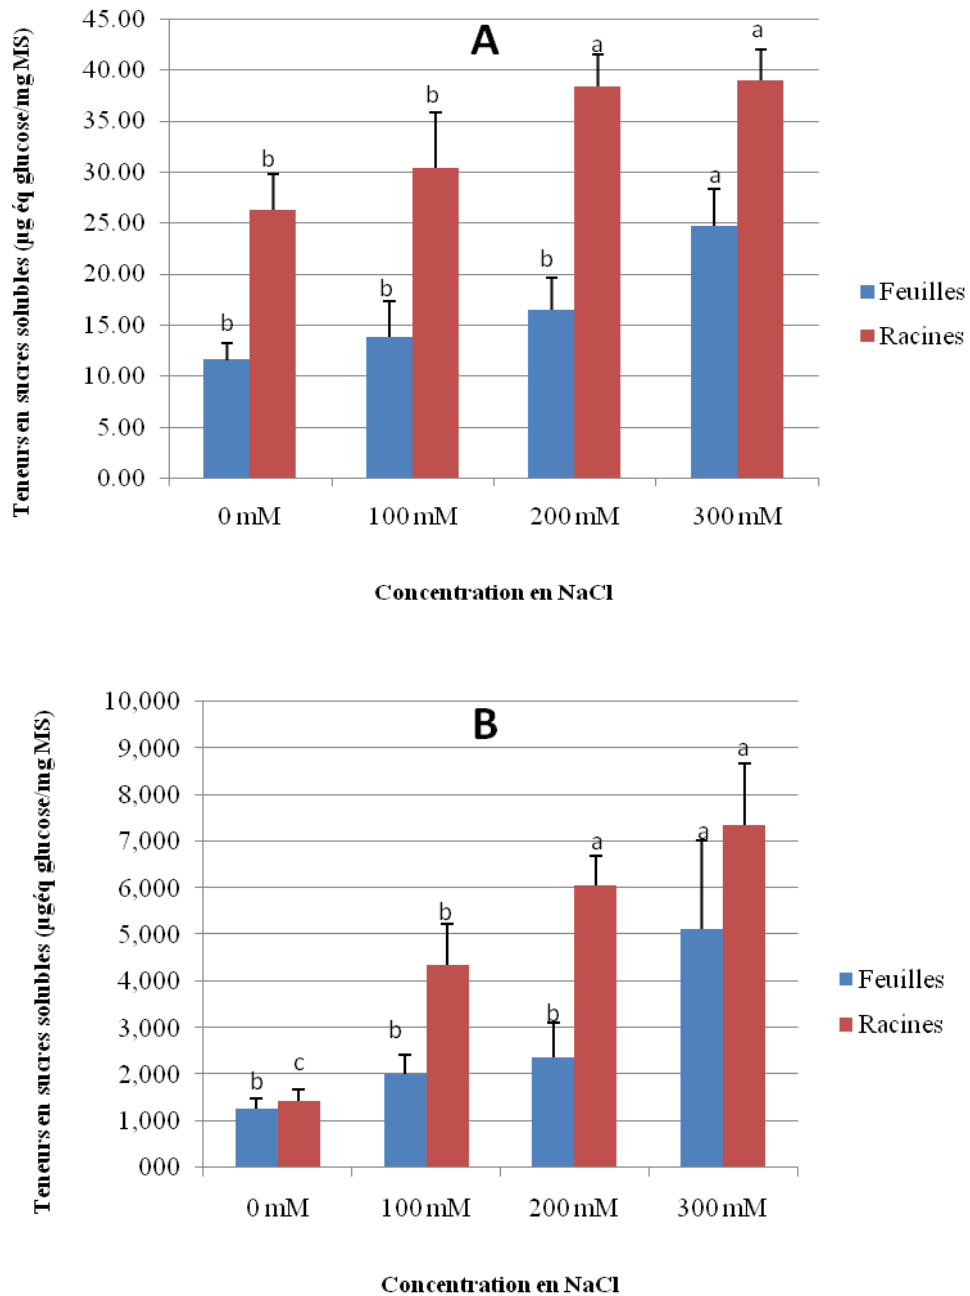 A
Teneurs en sucres solubles (µg éq glucose/mg MS)
45.00
40.00
35.00
30.00
25.00
20.00
15.00
10.00
5.00
0.00
b
b
b
b
b
a
a
a
0 mM
100 mM
200 mM
300 mM
Concentration en NaCl
Feuilles
Racines
B
Teneurs en sucres solubles (µgéq glucose/mg MS)
10,000
9,000
8,000
7,000
6,000
5,000
4,000
3,000
2,000
1,000
000
b
c
b
b
b
a
a
a
0 mM
100 mM
200 mM
300 mM
Concentration en NaCl
Feuilles
Racines